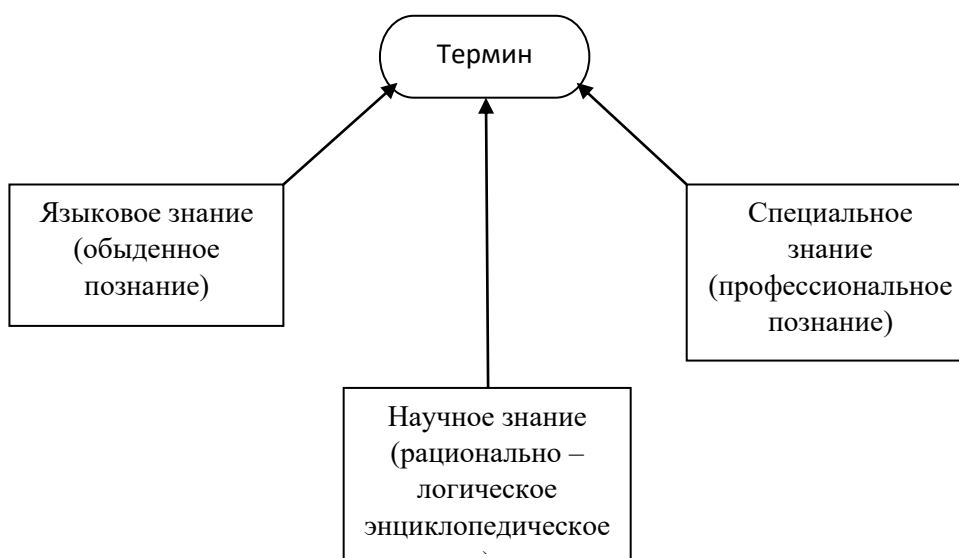 Термин
Языковое знание
(обыденное
познание)
Специальное
знание
(профессиональное
познание)
Научное знание
(рационально –
логическое
энциклопедическое